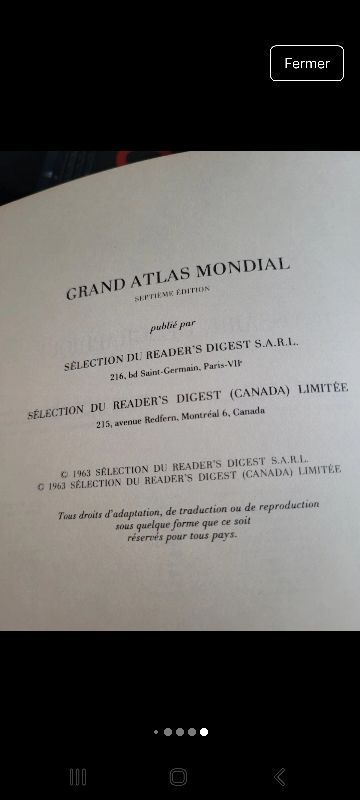 Fermer
GRAND ATLAS MONDIAL
SEPTIÈME ÉDITION
publié par
SÉLECTION DU READER'S DIGEST S.A.R.L.
216, bd Saint-Germain, Paris-VIIe
SÉLECTION DU READER'S DIGEST (CANADA) LIMITÉE
215, avenue Redfern, Montréal 6, Canada
© 1963 SÉLECTION DU READER'S DIGEST S.A.R.L.
© 1963 SÉLECTION DU READER'S DIGEST (CANADA) LIMITÉE
Tous droits d'adaptation, de traduction ou de reproduction
sous quelque forme que ce soit
réservés pour tous pays.